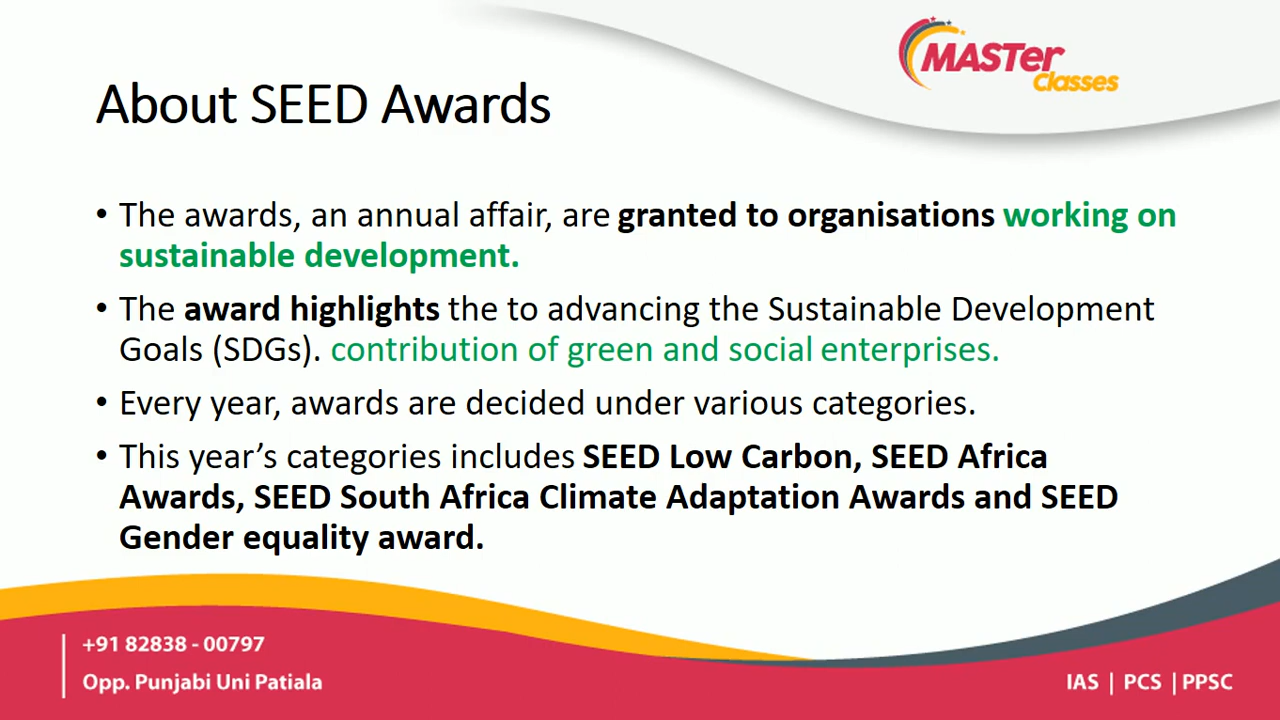 MASTer
Classes
About SEED Awards
• The awards, an annual affair, are granted to organisations working on
sustainable development.
• The award highlights the to advancing the Sustainable Development
Goals (SDGs). contribution of green and social enterprises.
• Every year, awards are decided under various categories.
• This year’s categories includes SEED Low Carbon, SEED Africa
Awards, SEED South Africa Climate Adaptation Awards and SEED
Gender equality award.
+91 82838 - 00797
Opp. Punjabi Uni Patiala
IAS | PCS | PPSC